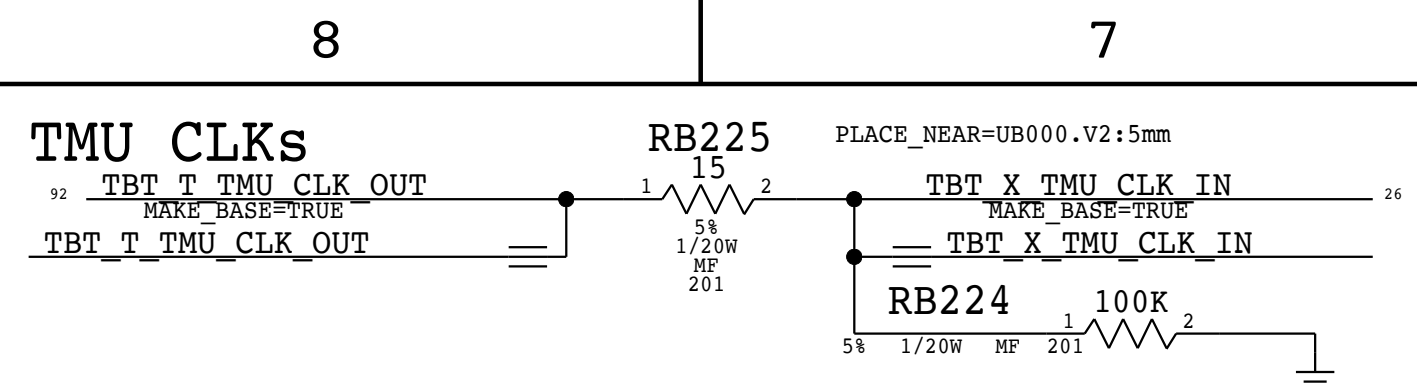 8
7
TMU CLKs
RB225
PLACE_NEAR=UB000.V2:5mm
15
92
TBT_T_TMU_CLK_OUT
1
2
TBT_X_TMU_CLK_IN
26
MAKE_BASE=TRUE
MAKE_BASE=TRUE
5%
TBT_T_TMU_CLK_OUT
1/20W
TBT_X_TMU_CLK_IN
MF
201
RB224
100K
1
2
5% 1/20W MF 201